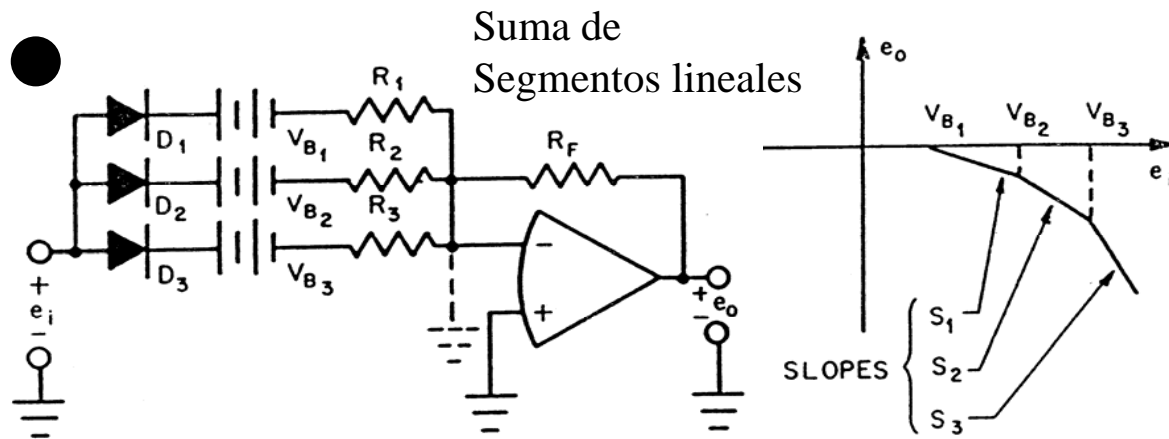 Suma de
Segmentos lineales
R1
D1
VB1
R2
D2
VB2
RF
R3
D3
VB3
−
+
+
ei
−
+
eo
−
eo
VB1
VB2
VB3
ei
SLOPES
S1
S2
S3